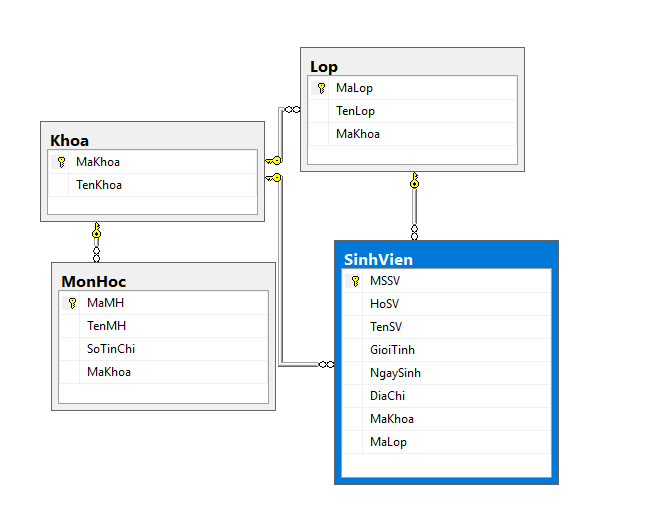 Lop
MaLop
TenLop
MaKhoa
Khoa
MaKhoa
TenKhoa
MonHoc
MaMH
TenMH
SoTinChi
MaKhoa
SinhVien
MSSV
HoSV
TenSV
GioiTinh
NgaySinh
DiaChi
MaKhoa
MaLop